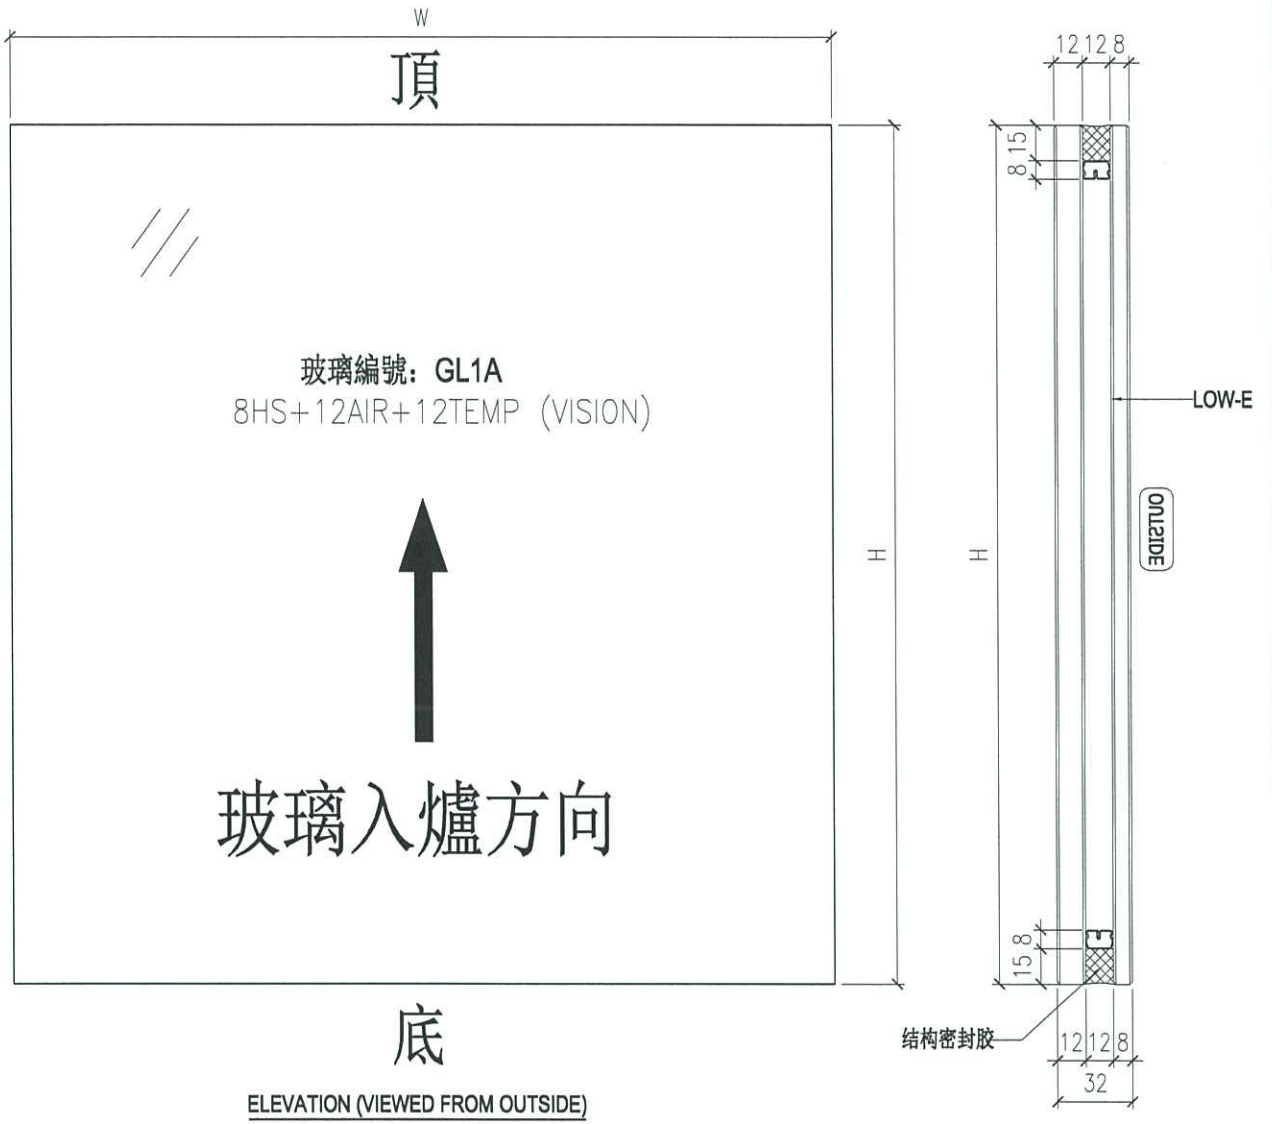 W
頂
12 12 8
15
8
玻璃編號：GL1A
8HS+12AIR+12TEMP (VISION)
LOW-E
OUTSIDE
H
H
玻璃入爐方向
8
15
结构密封胶
底
12 12 8
32
ELEVATION (VIEWED FROM OUTSIDE)